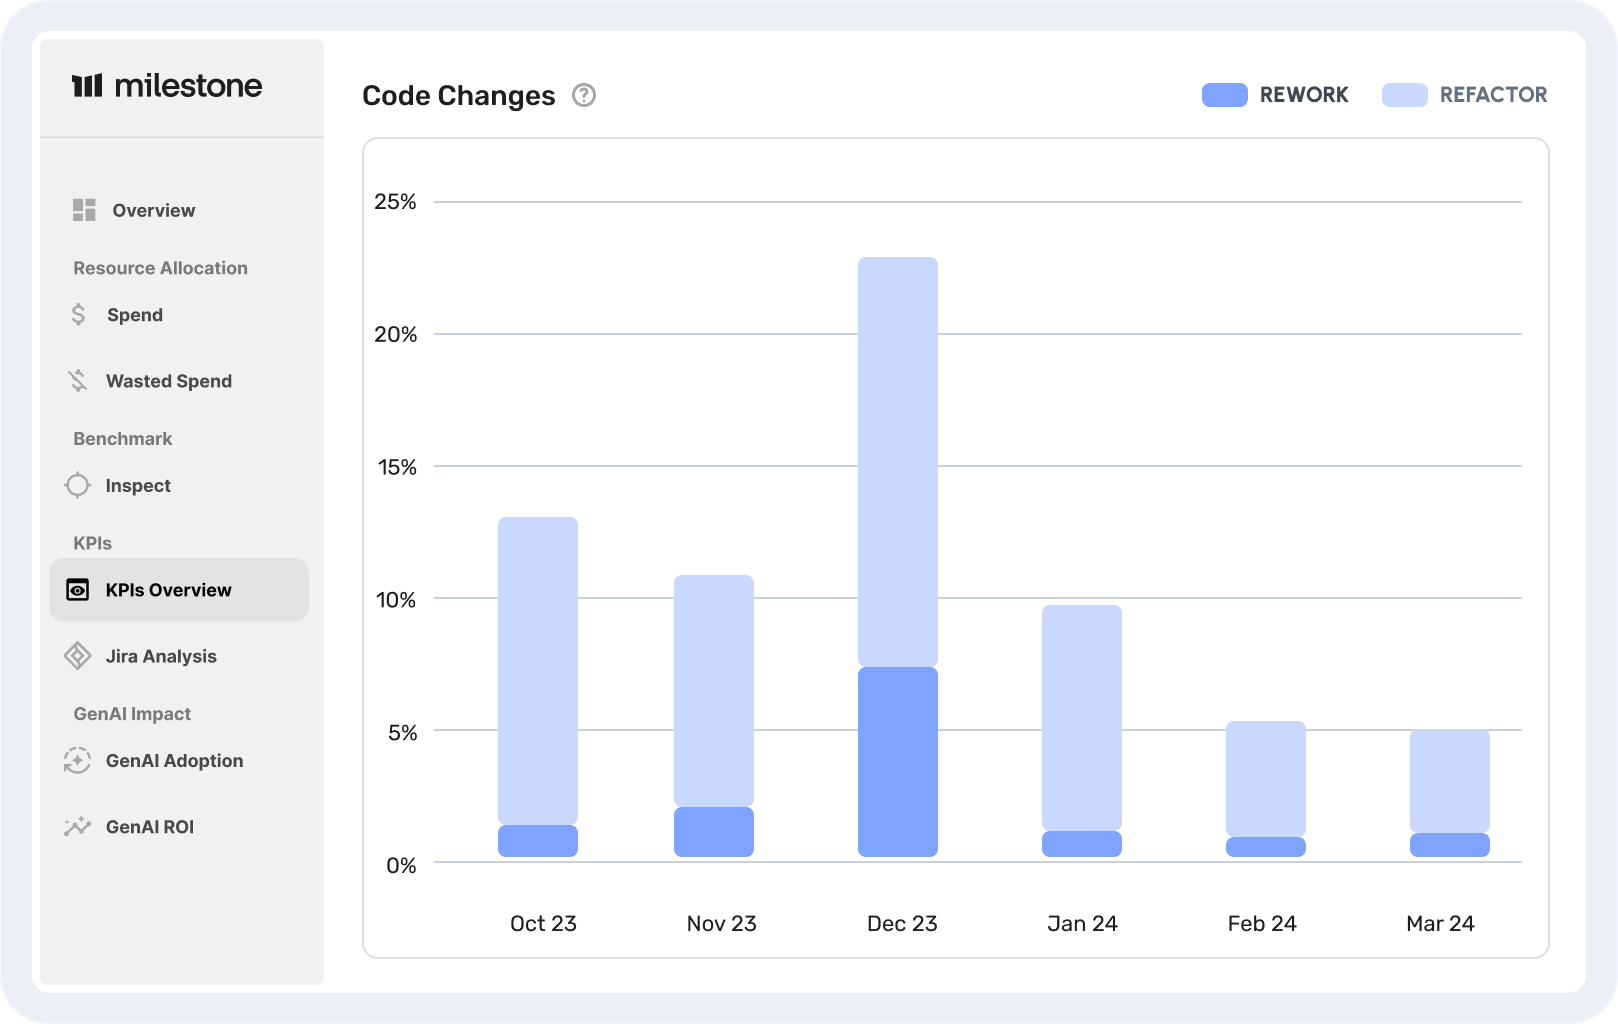 milestone
Overview
Resource Allocation
Spend
Wasted Spend
Benchmark
Inspect
KPIs
KPIs Overview
Jira Analysis
GenAI Impact
GenAI Adoption
GenAI ROI
Code Changes ?
REWORK REFACTOR
25%
20%
15%
10%
5%
0%
Oct 23 Nov 23 Dec 23 Jan 24 Feb 24 Mar 24